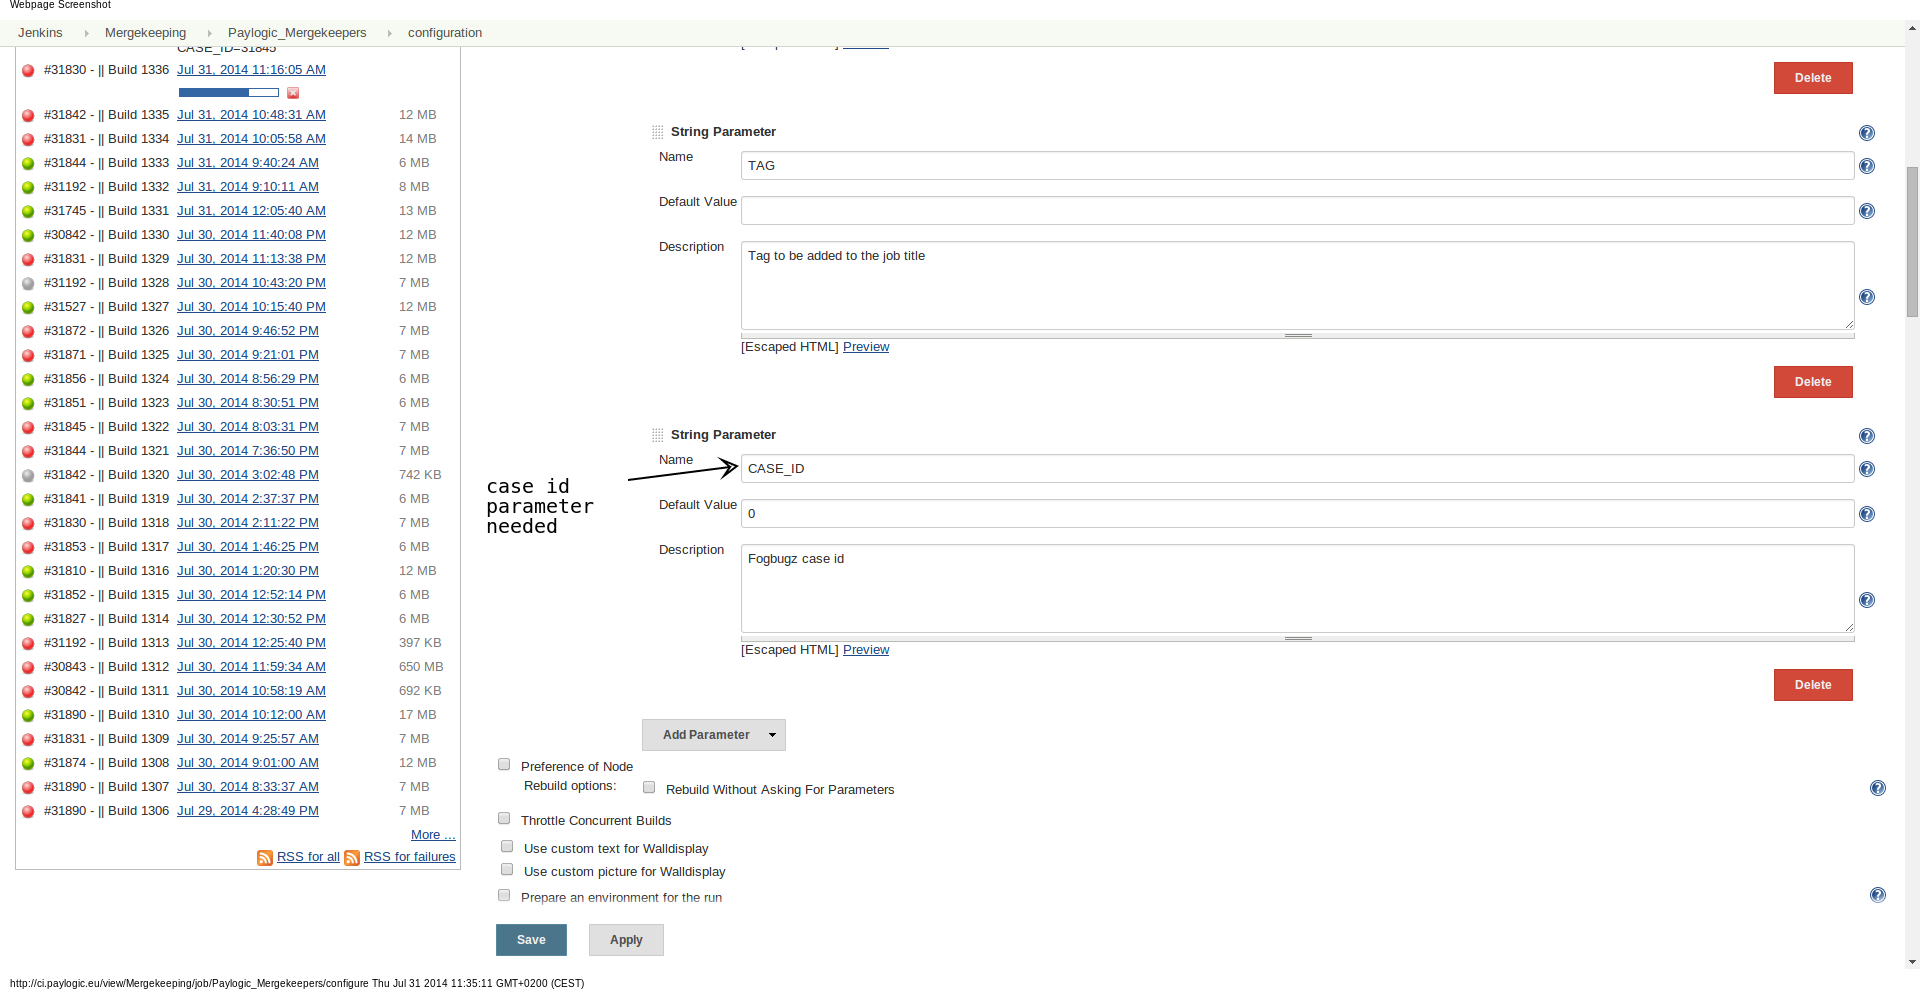 Webpage Screenshot
Jenkins Mergekeeping Paylogic_Mergekeepers configuration
CASE_ID=31845
#31830 - || Build 1336 Jul 31, 2014 11:16:05 AM
#31842 - || Build 1335 Jul 31, 2014 10:48:31 AM 12 MB
#31831 - || Build 1334 Jul 31, 2014 10:05:58 AM 14 MB
#31844 - || Build 1333 Jul 31, 2014 9:40:24 AM 6 MB
#31192 - || Build 1332 Jul 31, 2014 9:10:11 AM 8 MB
#31745 - || Build 1331 Jul 31, 2014 12:05:40 AM 13 MB
#30842 - || Build 1330 Jul 30, 2014 11:40:08 PM 12 MB
#31831 - || Build 1329 Jul 30, 2014 11:13:38 PM 12 MB
#31192 - || Build 1328 Jul 30, 2014 10:43:20 PM 7 MB
#31527 - || Build 1327 Jul 30, 2014 10:15:40 PM 12 MB
#31872 - || Build 1326 Jul 30, 2014 9:46:52 PM 7 MB
#31871 - || Build 1325 Jul 30, 2014 9:21:01 PM 7 MB
#31856 - || Build 1324 Jul 30, 2014 8:56:29 PM 6 MB
#31851 - || Build 1323 Jul 30, 2014 8:30:51 PM 6 MB
#31845 - || Build 1322 Jul 30, 2014 8:03:31 PM 7 MB
#31844 - || Build 1321 Jul 30, 2014 7:36:50 PM 7 MB
#31842 - || Build 1320 Jul 30, 2014 3:02:48 PM 742 KB
#31841 - || Build 1319 Jul 30, 2014 2:37:37 PM 6 MB
#31830 - || Build 1318 Jul 30, 2014 2:11:22 PM 7 MB
#31853 - || Build 1317 Jul 30, 2014 1:46:25 PM 6 MB
#31810 - || Build 1316 Jul 30, 2014 1:20:30 PM 12 MB
#31852 - || Build 1315 Jul 30, 2014 12:52:14 PM 6 MB
#31827 - || Build 1314 Jul 30, 2014 12:30:52 PM 6 MB
#31192 - || Build 1313 Jul 30, 2014 12:25:40 PM 397 KB
#30843 - || Build 1312 Jul 30, 2014 11:59:34 AM 650 MB
#30842 - || Build 1311 Jul 30, 2014 10:58:19 AM 692 KB
#31890 - || Build 1310 Jul 30, 2014 10:12:00 AM 17 MB
#31831 - || Build 1309 Jul 30, 2014 9:25:57 AM 7 MB
#31874 - || Build 1308 Jul 30, 2014 9:01:00 AM 12 MB
#31890 - || Build 1307 Jul 30, 2014 8:33:37 AM 7 MB
#31890 - || Build 1306 Jul 29, 2014 4:28:49 PM 7 MB
More ...
RSS for all RSS for failures
Delete
String Parameter
Name TAG
Default Value
Description Tag to be added to the job title
[Escaped HTML] Preview
Delete
String Parameter
Name CASE_ID
case id
parameter
needed
Default Value 0
Description Fogbugz case id
[Escaped HTML] Preview
Delete
Add Parameter
Preference of Node
Rebuild options: Rebuild Without Asking For Parameters
Throttle Concurrent Builds
Use custom text for Walldisplay
Use custom picture for Walldisplay
Prepare an environment for the run
Save Apply
http://ci.paylogic.eu/view/Mergekeeping/job/Paylogic_Mergekeepers/configure Thu Jul 31 2014 11:35:11 GMT+0200 (CEST)